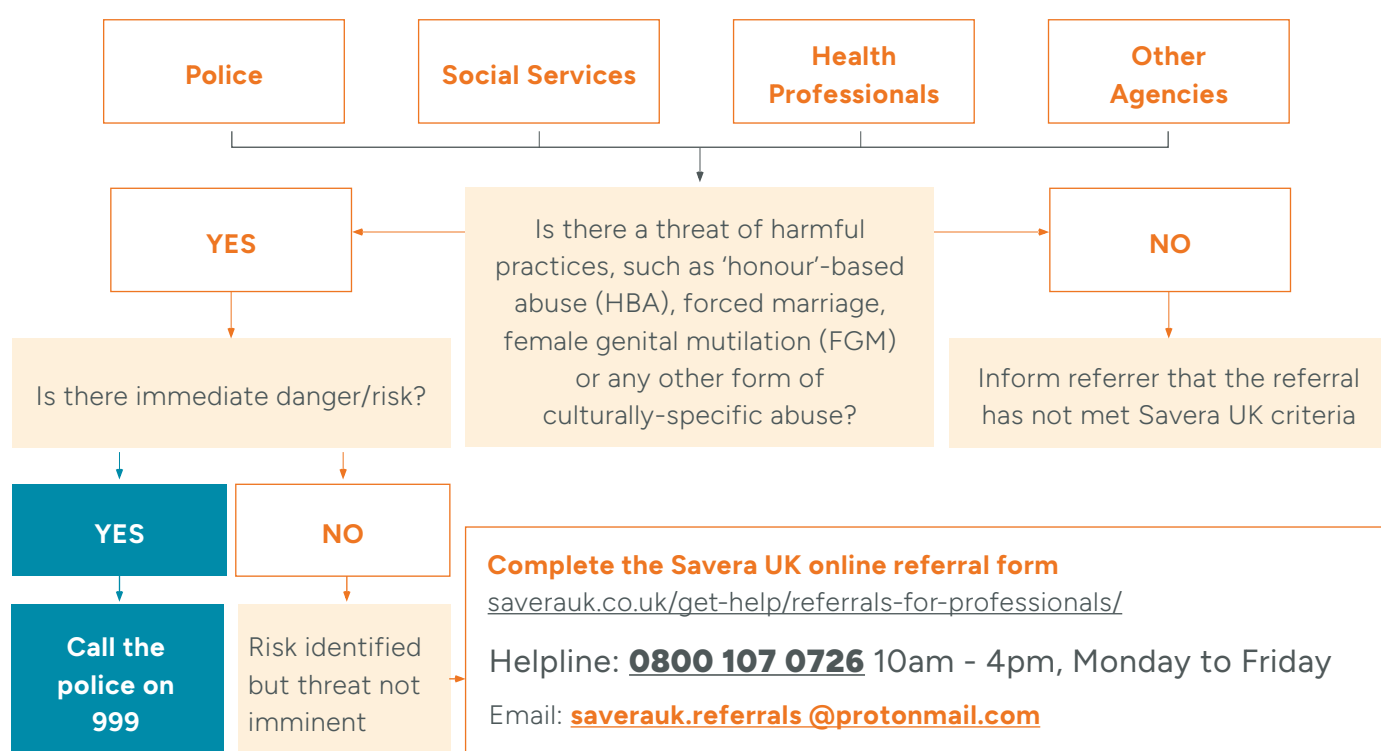 Police
Social Services
Health
Professionals
Other
Agencies
YES
Is there a threat of harmful
practices, such as ‘honour’-based
abuse (HBA), forced marriage,
female genital mutilation (FGM)
or any other form of
culturally-specific abuse?
NO
Is there immediate danger/risk?
Inform referrer that the referral
has not met Savera UK criteria
YES
NO
Call the
police on
999
Risk identified
but threat not
imminent
Complete the Savera UK online referral form
saverauk.co.uk/get-help/referrals-for-professionals/
Helpline: 0800 107 0726 10am - 4pm, Monday to Friday
Email: saverauk.referrals @protonmail.com